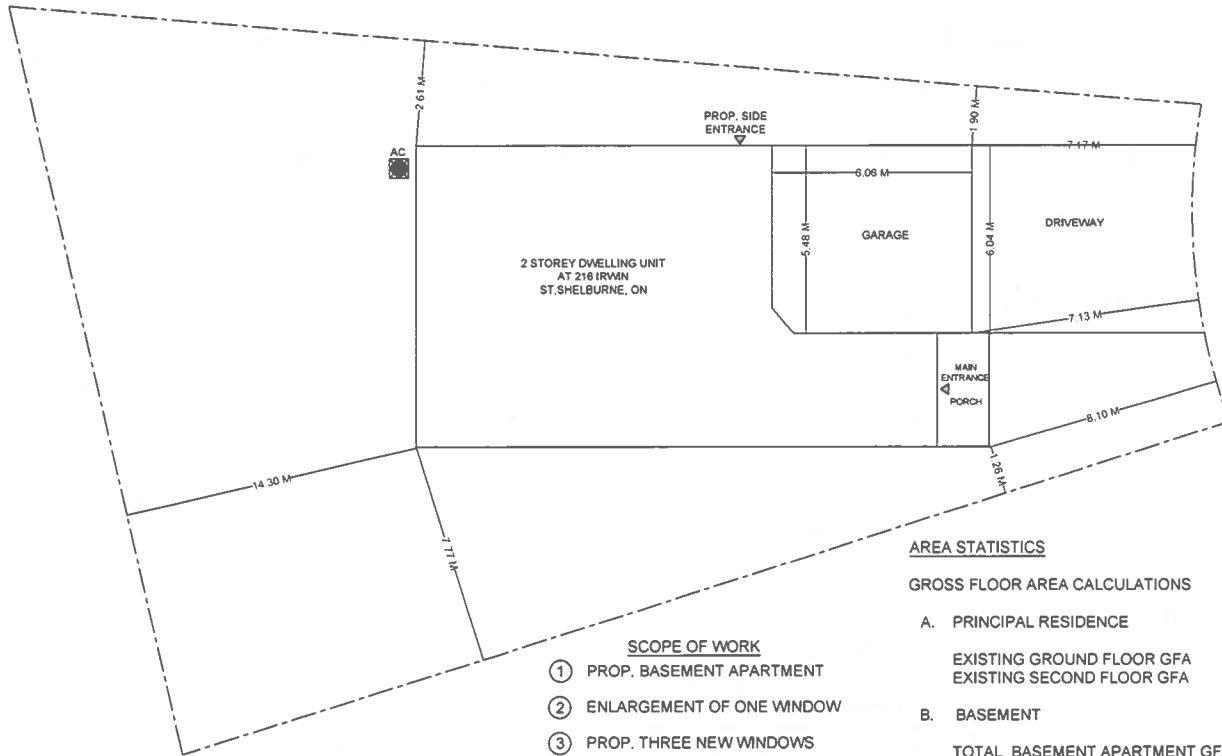 2.61 M
1.90 M
PROP. SIDE
ENTRANCE
AC
7.17 M
6.06 M
5.48 M
GARAGE
6.04 M
DRIVEWAY
2 STOREY DWELLING UNIT
AT 216 IRWIN
ST,SHELBURNE, ON
7.13 M
MAIN
ENTRANCE
PORCH
8.10 M
1.26 M
14.30 M
7.77 M
SCOPE OF WORK
1 PROP. BASEMENT APARTMENT
2 ENLARGEMENT OF ONE WINDOW
3 PROP. THREE NEW WINDOWS
AREA STATISTICS
GROSS FLOOR AREA CALCULATIONS
A. PRINCIPAL RESIDENCE
EXISTING GROUND FLOOR GFA
EXISTING SECOND FLOOR GFA
B. BASEMENT
TOTAL BASEMENT APARTMENT GF